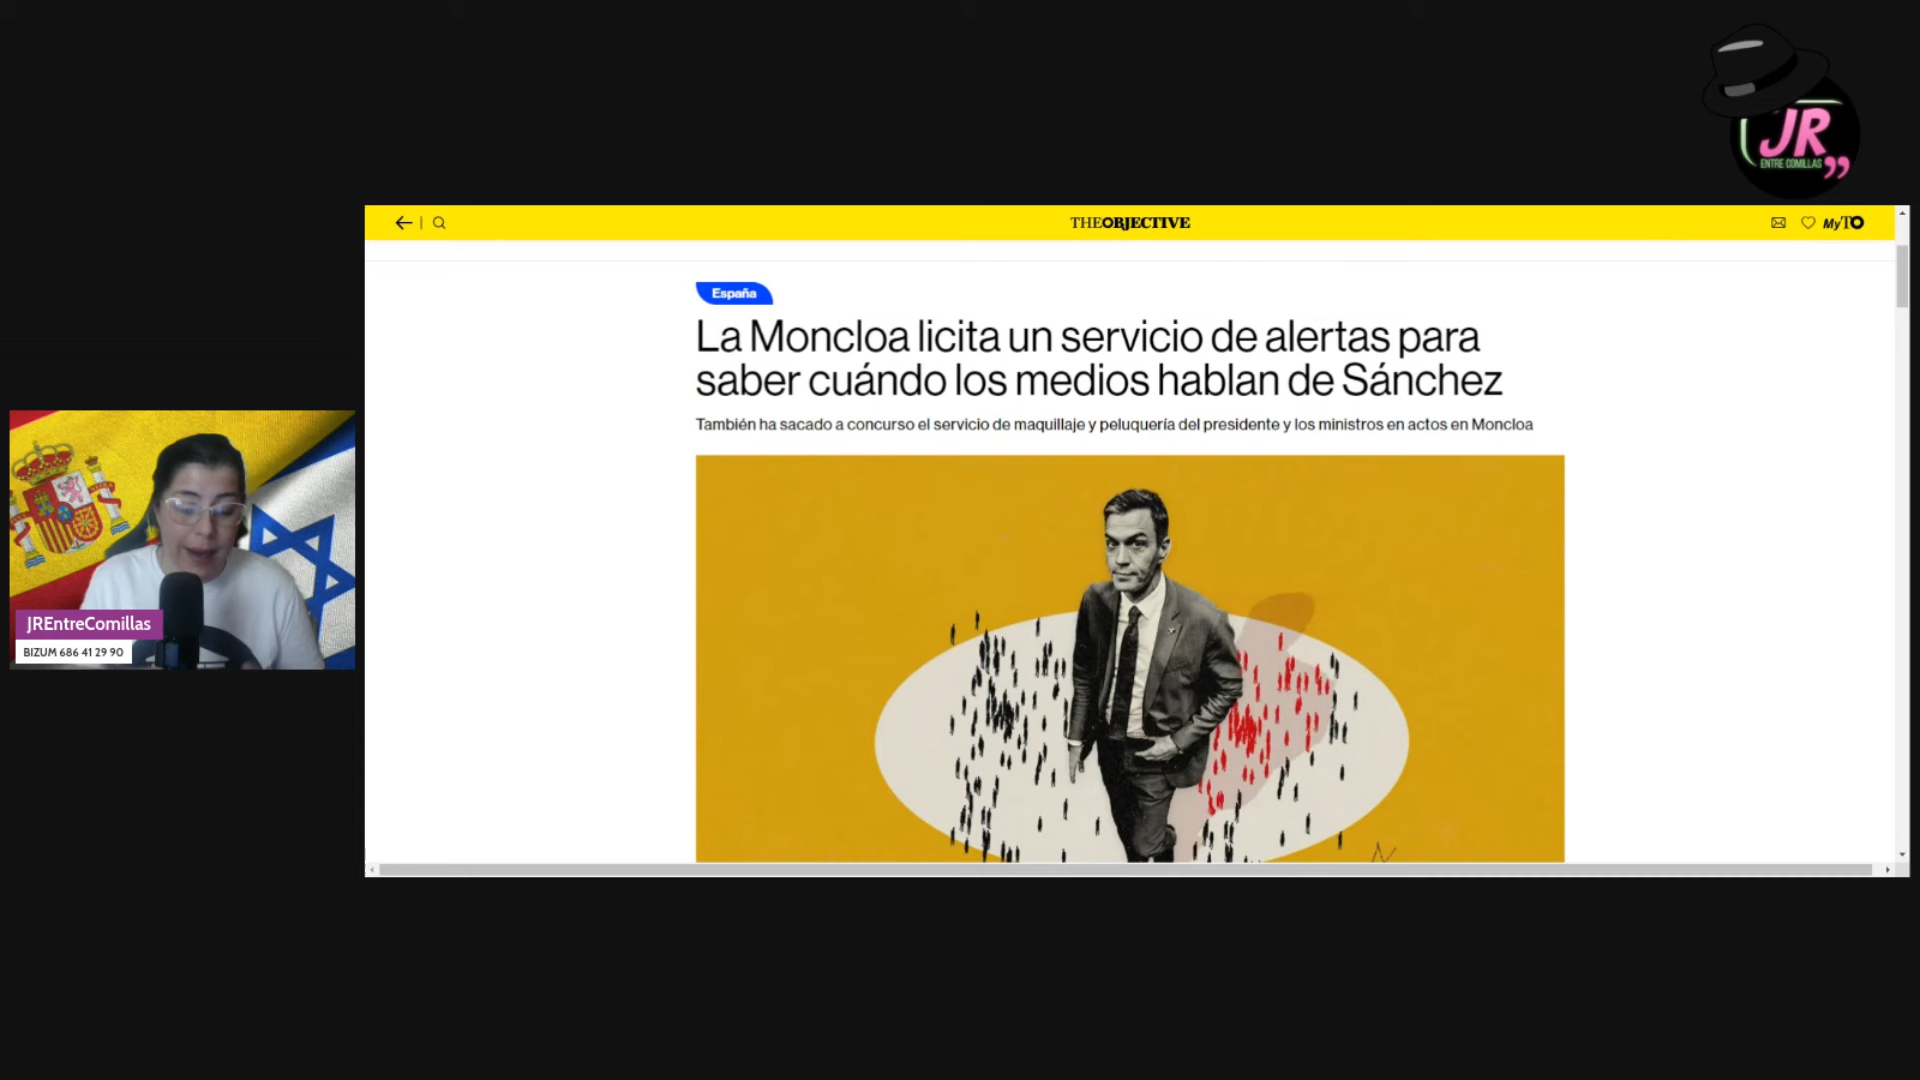 JR
ENTRE COMILLAS
THEOBJECTIVE
MyTO
España
La Moncloa licita un servicio de alertas para
saber cuándo los medios hablan de Sánchez
También ha sacado a concurso el servicio de maquillaje y peluquería del presidente y los ministros en actos en Moncloa
JREntreComillas
BIZUM 686 41 29 90